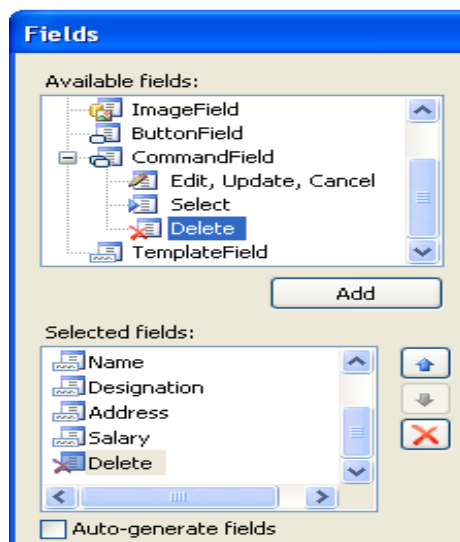 Fields
Available fields:
ImageField
ButtonField
CommandField
Edit, Update, Cancel
Select
Delete
TemplateField
Add
Selected fields:
Name
Designation
Address
Salary
Delete
Auto-generate fields